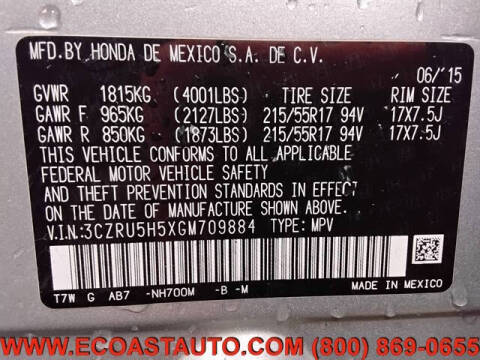 MFD.BY HONDA DE MEXICO S.A. DE C.V.
06/'15
GVWR 1815KG (4001LBS) TIRE SIZE RIM SIZE
GAWR F 965KG (2127LBS) 215/55R17 94V 17X7.5J
GAWR R 850KG (1873LBS) 215/55R17 94V 17X7.5J
THIS VEHICLE CONFORMS TO ALL APPLICABLE
FEDERAL MOTOR VEHICLE SAFETY
AND THEFT PREVENTION STANDARDS IN EFFECT
ON THE DATE OF MANUFACTURE SHOWN ABOVE.
V.I.N:3CZRU5H5XGM709884 TYPE: MPV
T7W G AB7 -NH700M -B -M MADE IN MEXICO
WWW.ECOASTAUTO.COM (800) 869-0655